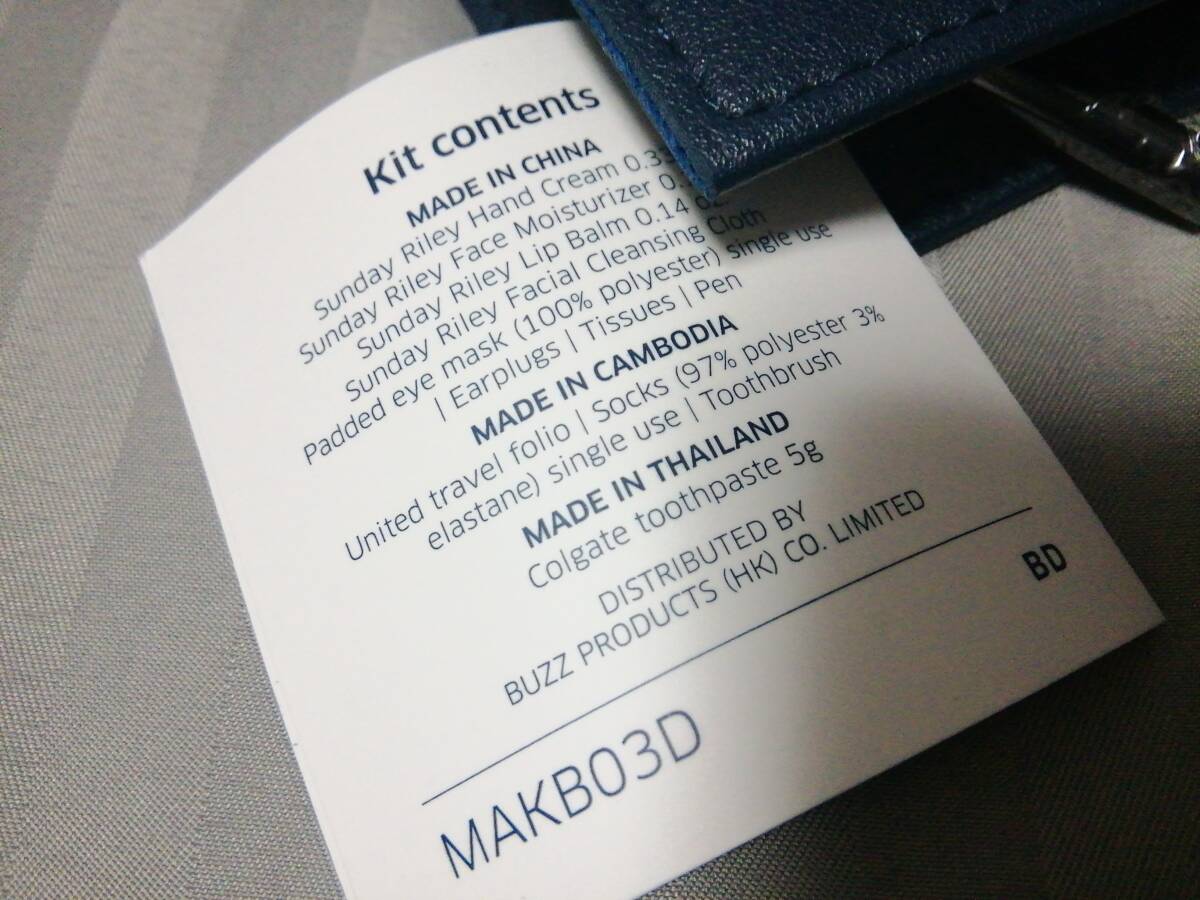 Kit contents
MADE IN CHINA
Sunday Riley Hand Cream
Sunday Riley Face Moisturizer
Sunday Riley Lip Balm 0.14 oz.
Sunday Riley Facial Cleansing Cloth
Padded eye mask (100% polyester) single use
| Earplugs | Tissues | Pen
MADE IN CAMBODIA
United travel folio | Socks (97% polyester 3%
elastane) single use | Toothbrush
MADE IN THAILAND
Colgate toothpaste 5g
DISTRIBUTED BY
BUZZ PRODUCTS (HK) CO. LIMITED
BD
MAKB03D